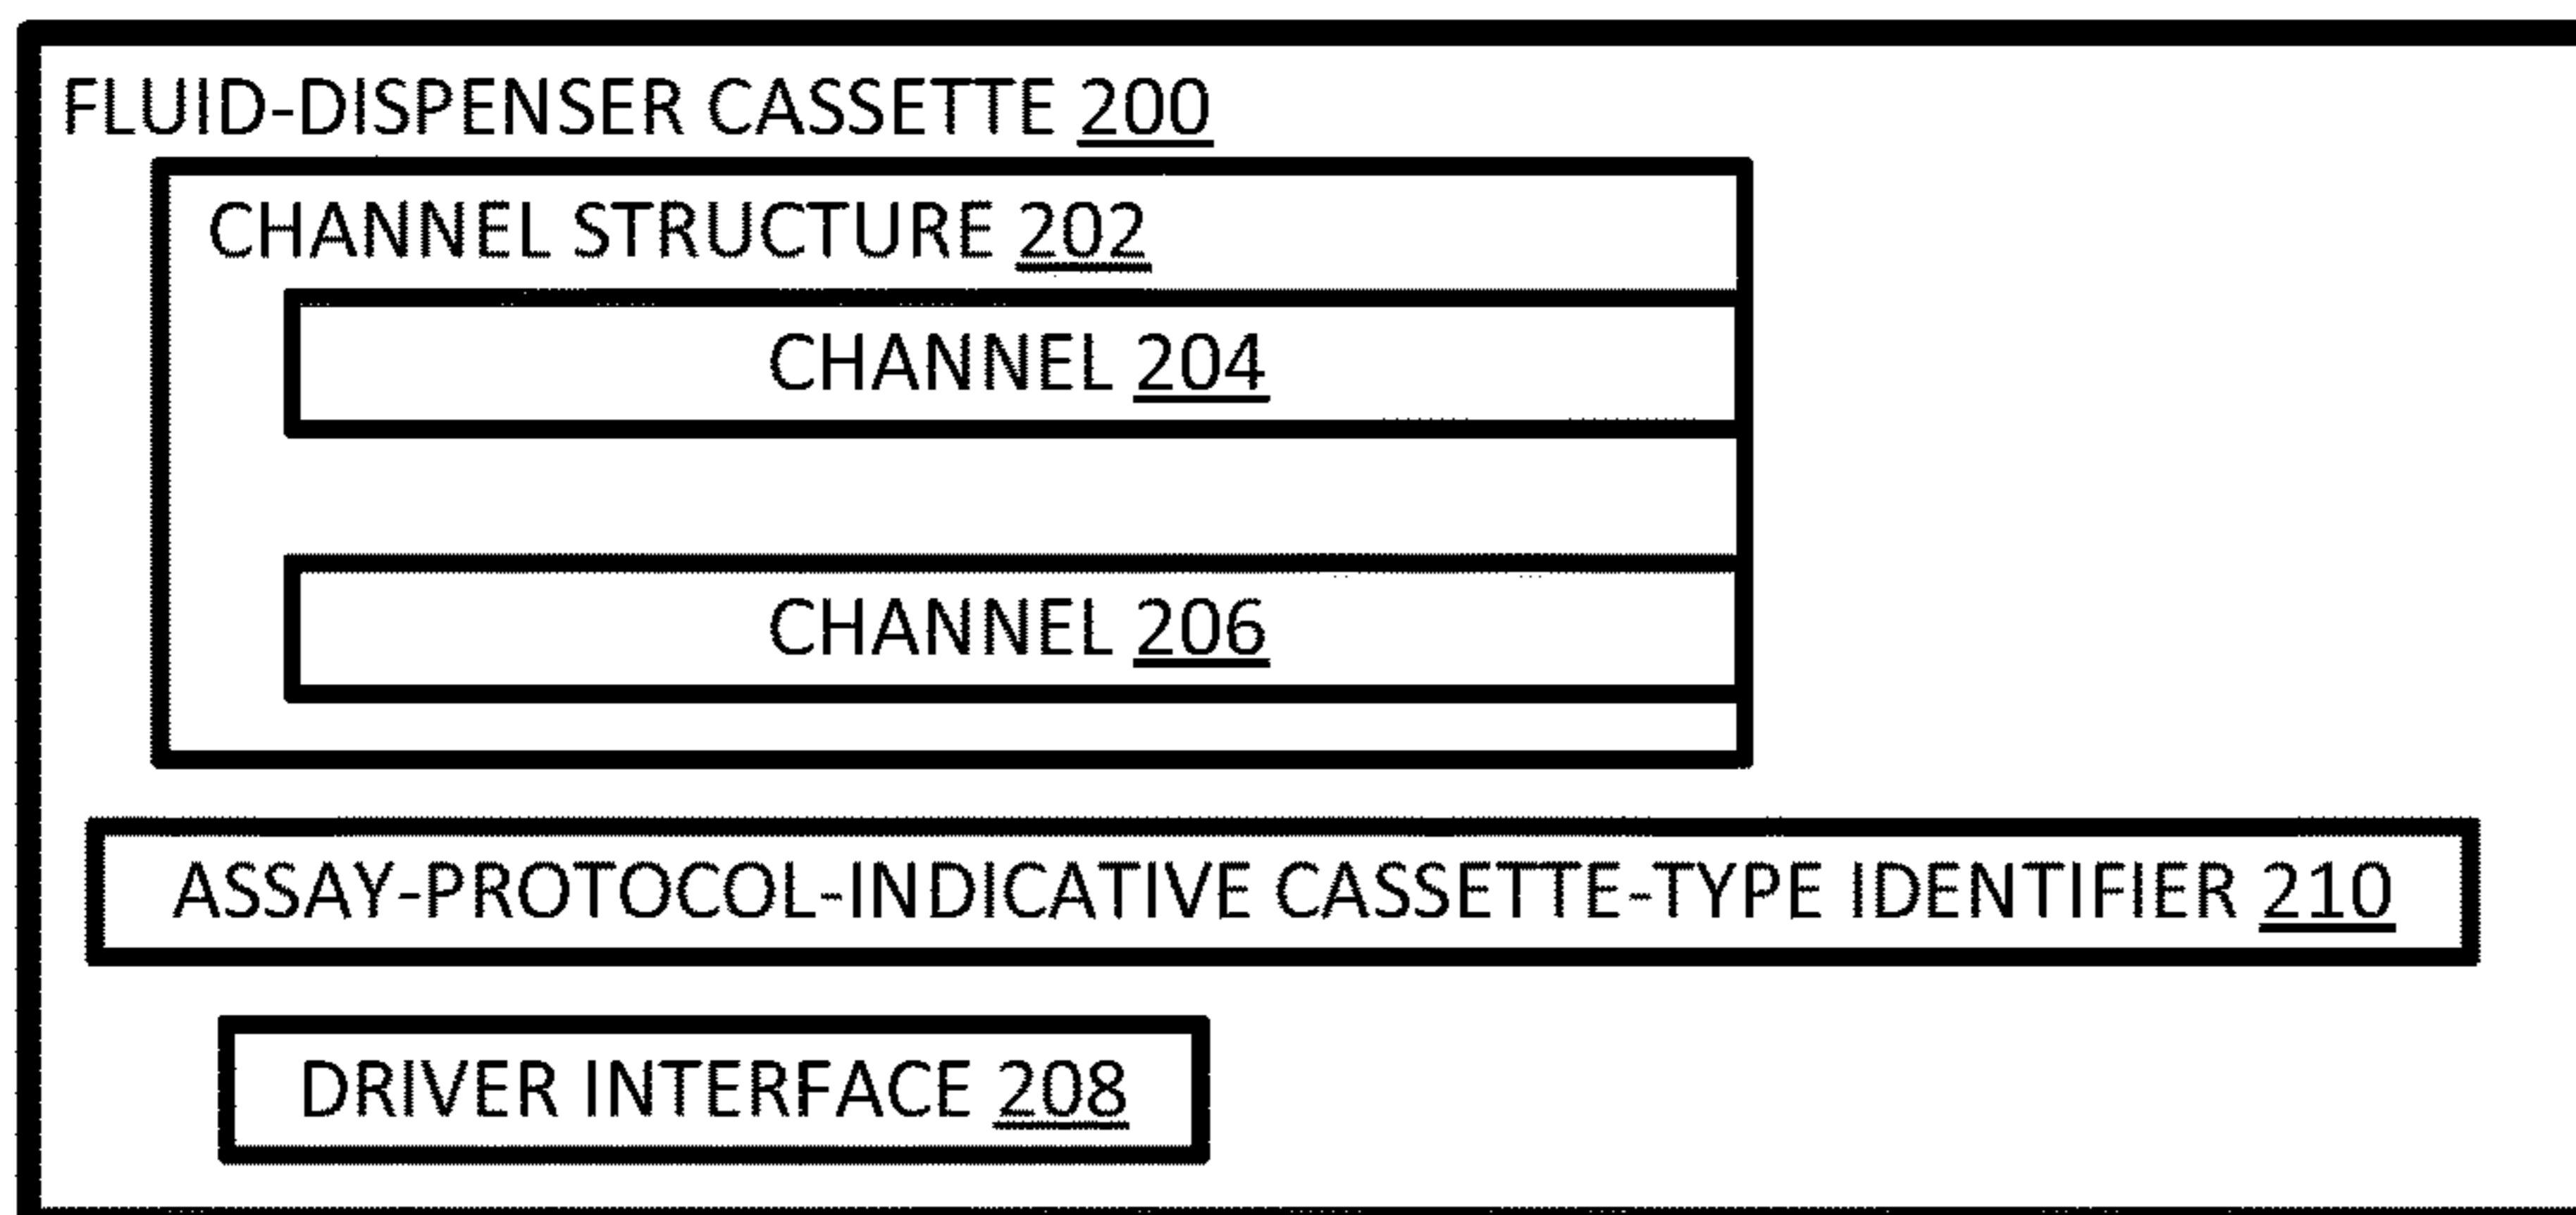 FLUID-DISPENSER CASSETTE 200
CHANNEL STRUCTURE 202
CHANNEL 204
CHANNEL 206
ASSAY-PROTOCOL-INDICATIVE CASSETTE-TYPE IDENTIFIER 210
DRIVER INTERFACE 208